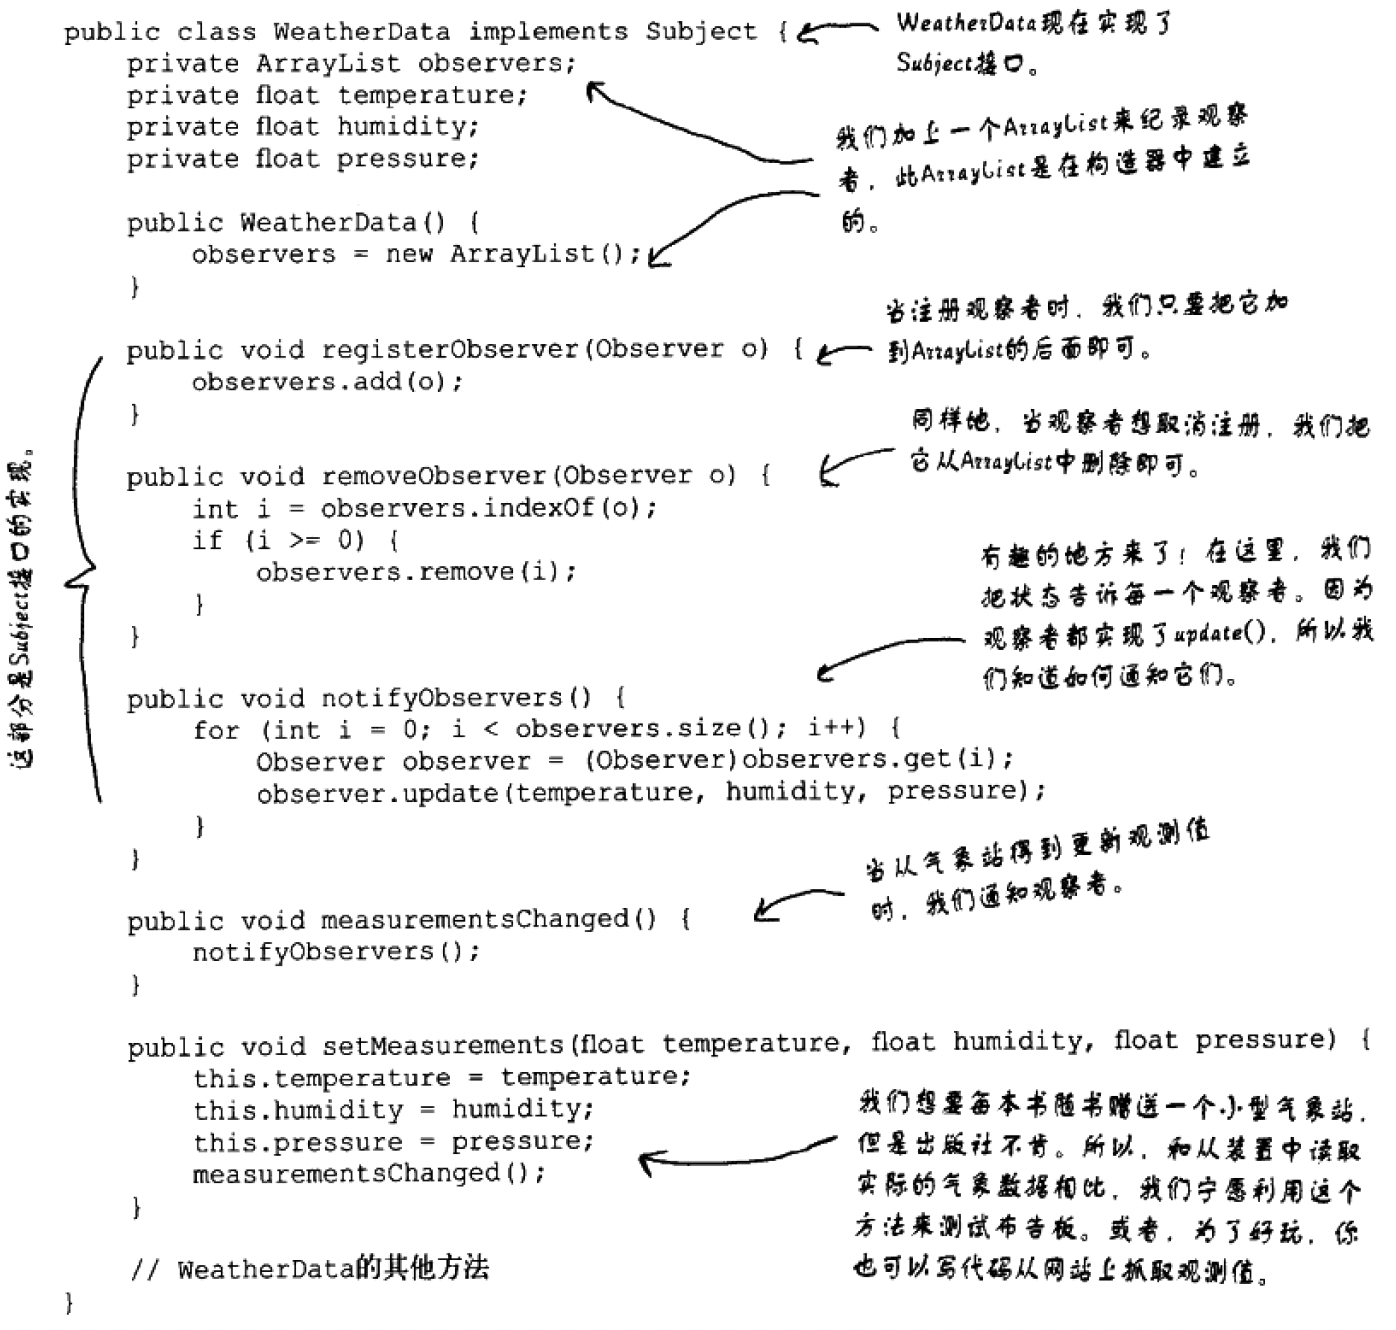 public class WeatherData implements Subject {
WeatherData现在实现了
Subject接口。
private ArrayList observers;
private float temperature;
private float humidity;
private float pressure;
我们加上一个ArrayList来纪录观察
者，此ArrayList是在构造器中建立
的。
public WeatherData() {
observers = new ArrayList();
}
当注册观察者时，我们只要把它加
到ArrayList的后面即可。
public void registerObserver(Observer o) {
observers.add(o);
}
同样地，当观察者想取消注册，我们把
它从ArrayList中删除即可。
public void removeObserver(Observer o) {
int i = observers.indexOf(o);
if (i >= 0) {
observers.remove(i);
}
}
有趣的地方来了！在这里，我们
把状态告诉每一个观察者。因为
观察者都实现了update()，所以我
们知道如何通知它们。
public void notifyObservers() {
for (int i = 0; i < observers.size(); i++) {
Observer observer = (Observer)observers.get(i);
observer.update(temperature, humidity, pressure);
}
}
这部分是Subject接口的实现。
当从气象站得到更新观测值
时，我们通知观察者。
public void measurementsChanged() {
notifyObservers();
}
public void setMeasurements(float temperature, float humidity, float pressure) {
this.temperature = temperature;
this.humidity = humidity;
this.pressure = pressure;
measurementsChanged();
}
我们想要每本书随书赠送一个小型气象站，
但是出版社不肯。所以，和从装置中读取
实际的气象数据相比，我们宁愿利用这个
方法来测试布告板。或者，为了好玩，你
也可以写代码从网站上抓取观测值。
// WeatherData的其他方法
}